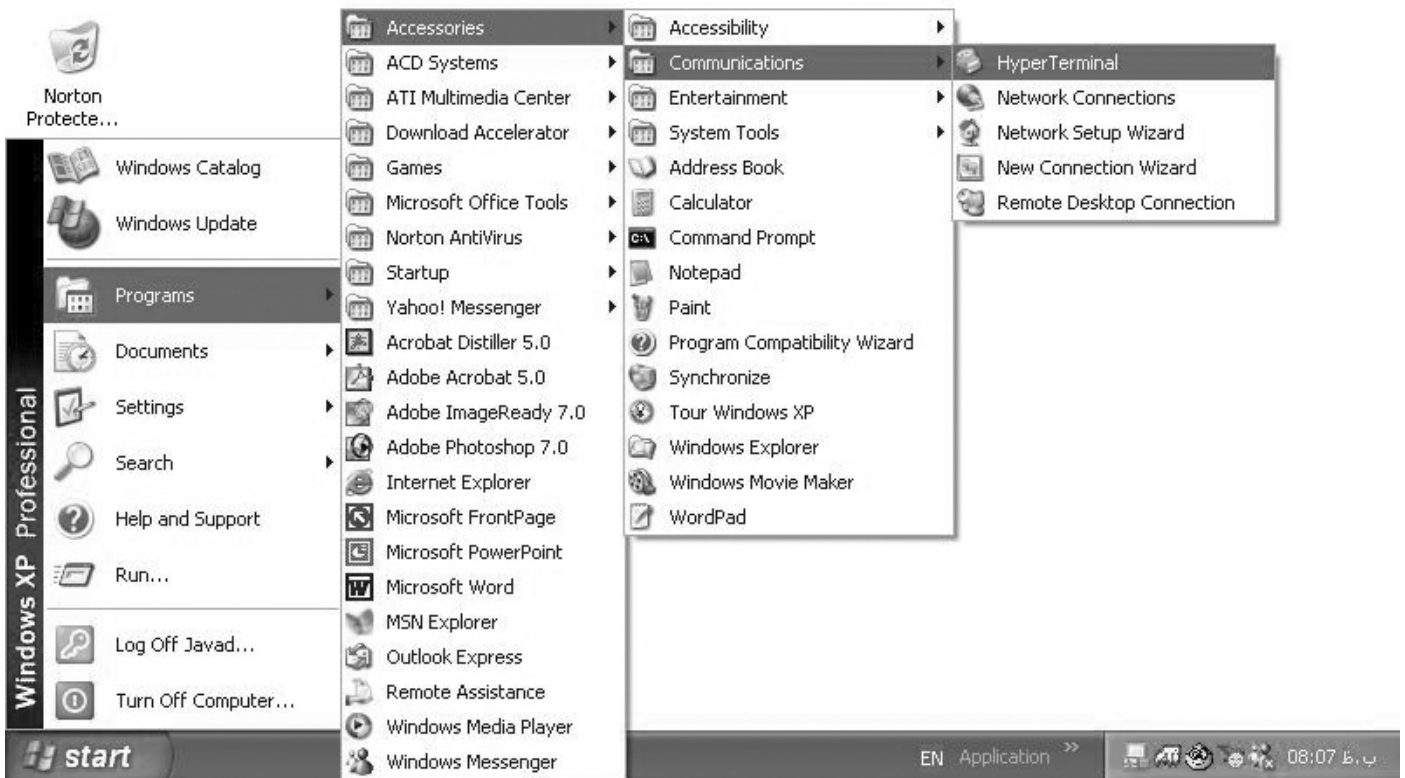 Norton
Protecte...
Windows XP Professional
Windows Catalog
Windows Update
Programs
Documents
Settings
Search
Help and Support
Run...
Log Off Javad...
Turn Off Computer...
Accessories
ACD Systems
ATI Multimedia Center
Download Accelerator
Games
Microsoft Office Tools
Norton AntiVirus
Startup
Yahoo! Messenger
Acrobat Distiller 5.0
Adobe Acrobat 5.0
Adobe ImageReady 7.0
Adobe Photoshop 7.0
Internet Explorer
Microsoft FrontPage
Microsoft PowerPoint
Microsoft Word
MSN Explorer
Outlook Express
Remote Assistance
Windows Media Player
Windows Messenger
Accessibility
Communications
Entertainment
System Tools
Address Book
Calculator
Command Prompt
Notepad
Paint
Program Compatibility Wizard
Synchronize
Tour Windows XP
Windows Explorer
Windows Movie Maker
WordPad
HyperTerminal
Network Connections
Network Setup Wizard
New Connection Wizard
Remote Desktop Connection
start
EN Application »
08:07 ب.ظ